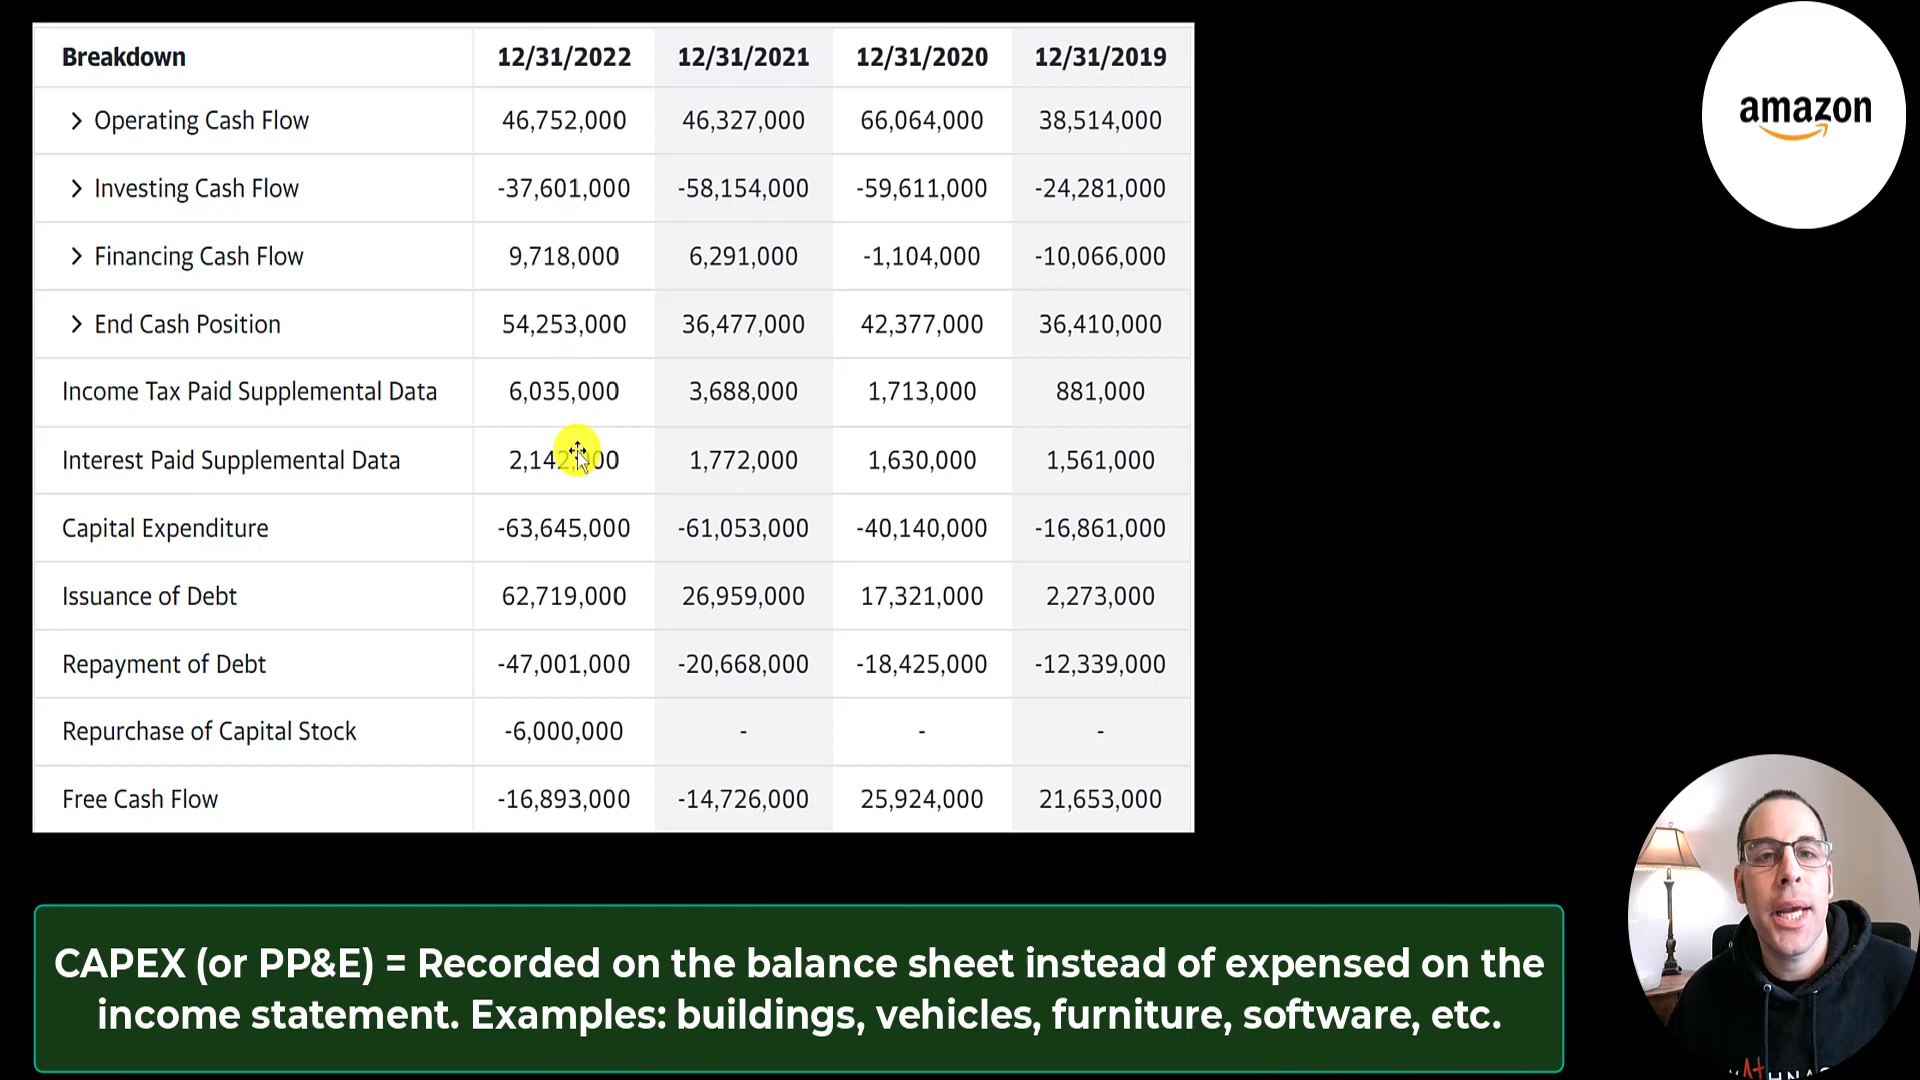 Breakdown 12/31/2022 12/31/2021 12/31/2020 12/31/2019
Operating Cash Flow 46,752,000 46,327,000 66,064,000 38,514,000
Investing Cash Flow -37,601,000 -58,154,000 -59,611,000 -24,281,000
Financing Cash Flow 9,718,000 6,291,000 -1,104,000 -10,066,000
End Cash Position 54,253,000 36,477,000 42,377,000 36,410,000
Income Tax Paid Supplemental Data 6,035,000 3,688,000 1,713,000 881,000
Interest Paid Supplemental Data 2,142,000 1,772,000 1,630,000 1,561,000
Capital Expenditure -63,645,000 -61,053,000 -40,140,000 -16,861,000
Issuance of Debt 62,719,000 26,959,000 17,321,000 2,273,000
Repayment of Debt -47,001,000 -20,668,000 -18,425,000 -12,339,000
Repurchase of Capital Stock -6,000,000 - - -
Free Cash Flow -16,893,000 -14,726,000 25,924,000 21,653,000
amazon
CAPEX (or PP&E) = Recorded on the balance sheet instead of expensed on the
income statement. Examples: buildings, vehicles, furniture, software, etc.